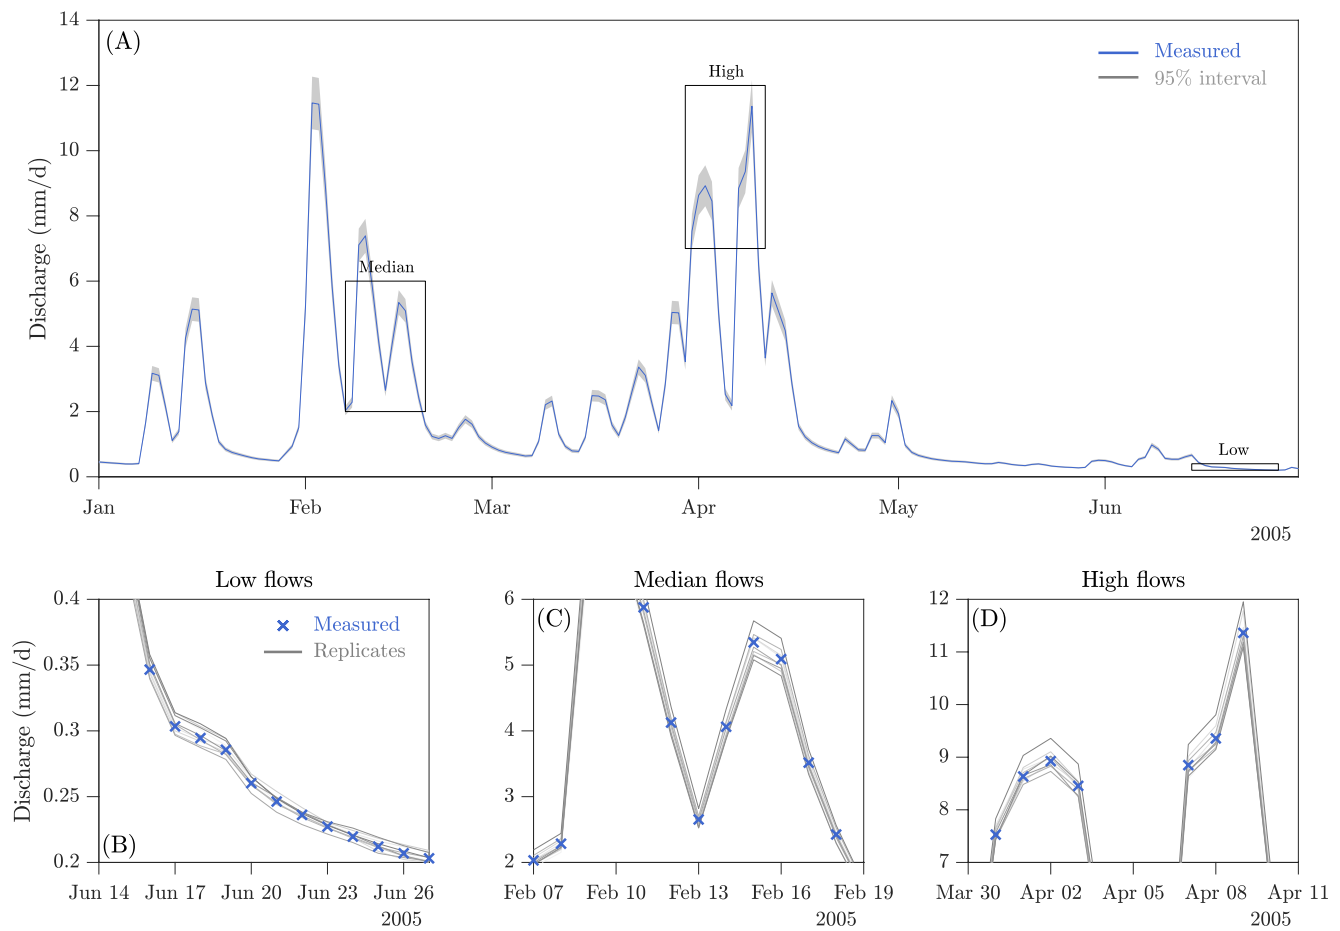 14
(A)
Measured
95% interval
High
12
10
8
6
4
2
0
Discharge (mm/d)
Median
Low
Jan
Feb
Mar
Apr
May
Jun
2005
Low flows
0.4
0.35
0.3
0.25
0.2
Discharge (mm/d)
Measured
Replicates
(B)
Jun 14
Jun 17
Jun 20
Jun 23
Jun 26
2005
Median flows
6
5
4
3
2
(C)
Feb 07
Feb 10
Feb 13
Feb 16
Feb 19
2005
High flows
12
11
10
9
8
7
(D)
Mar 30
Apr 02
Apr 05
Apr 08
Apr 11
2005